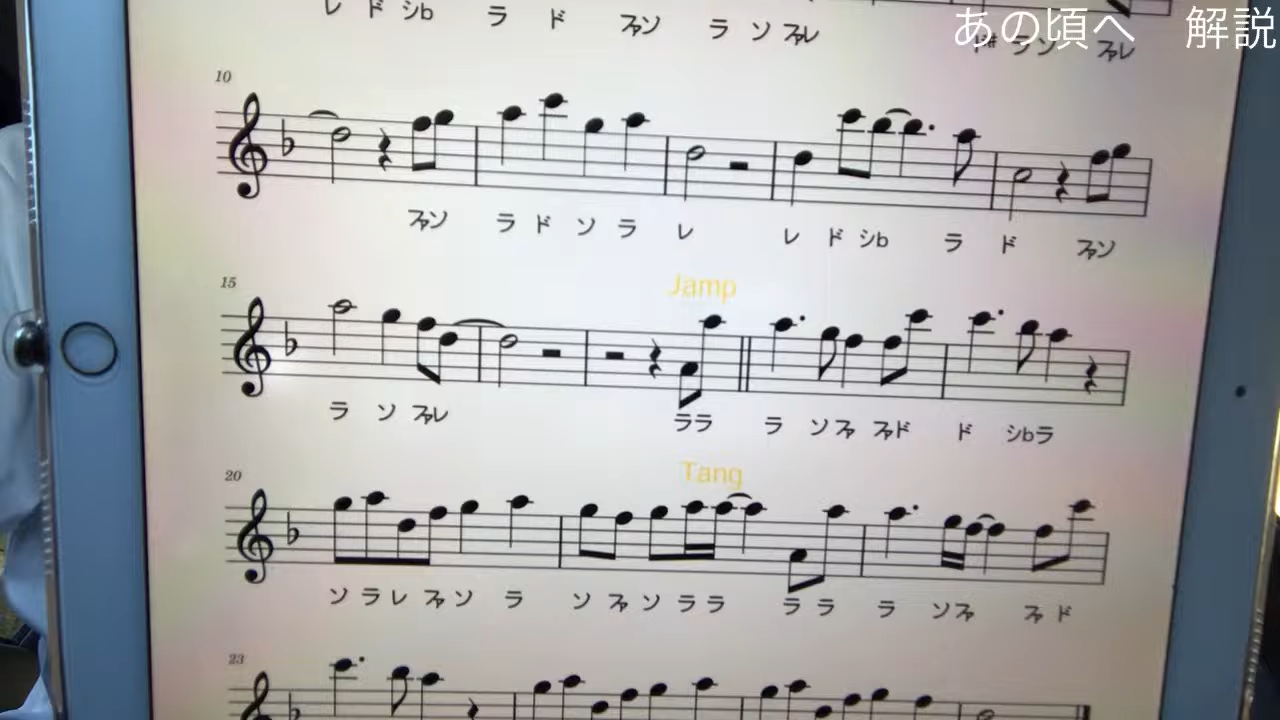 あの頃へ　解説
レ ド シb ラ ド ファソ ラ ソ ファレ ファレ
10
ファソ ラ ド ソ ラ レ レ ド シb ラ ド ファソ
15
Jamp
ラ ソ ファレ ララ ラ ソファ ファド ド シbラ
20
Tang
ソ ラ レ ファ ソ ラ ソ ファ ソ ラ ラ ラ ラ ラ ソファ ファ ド
23